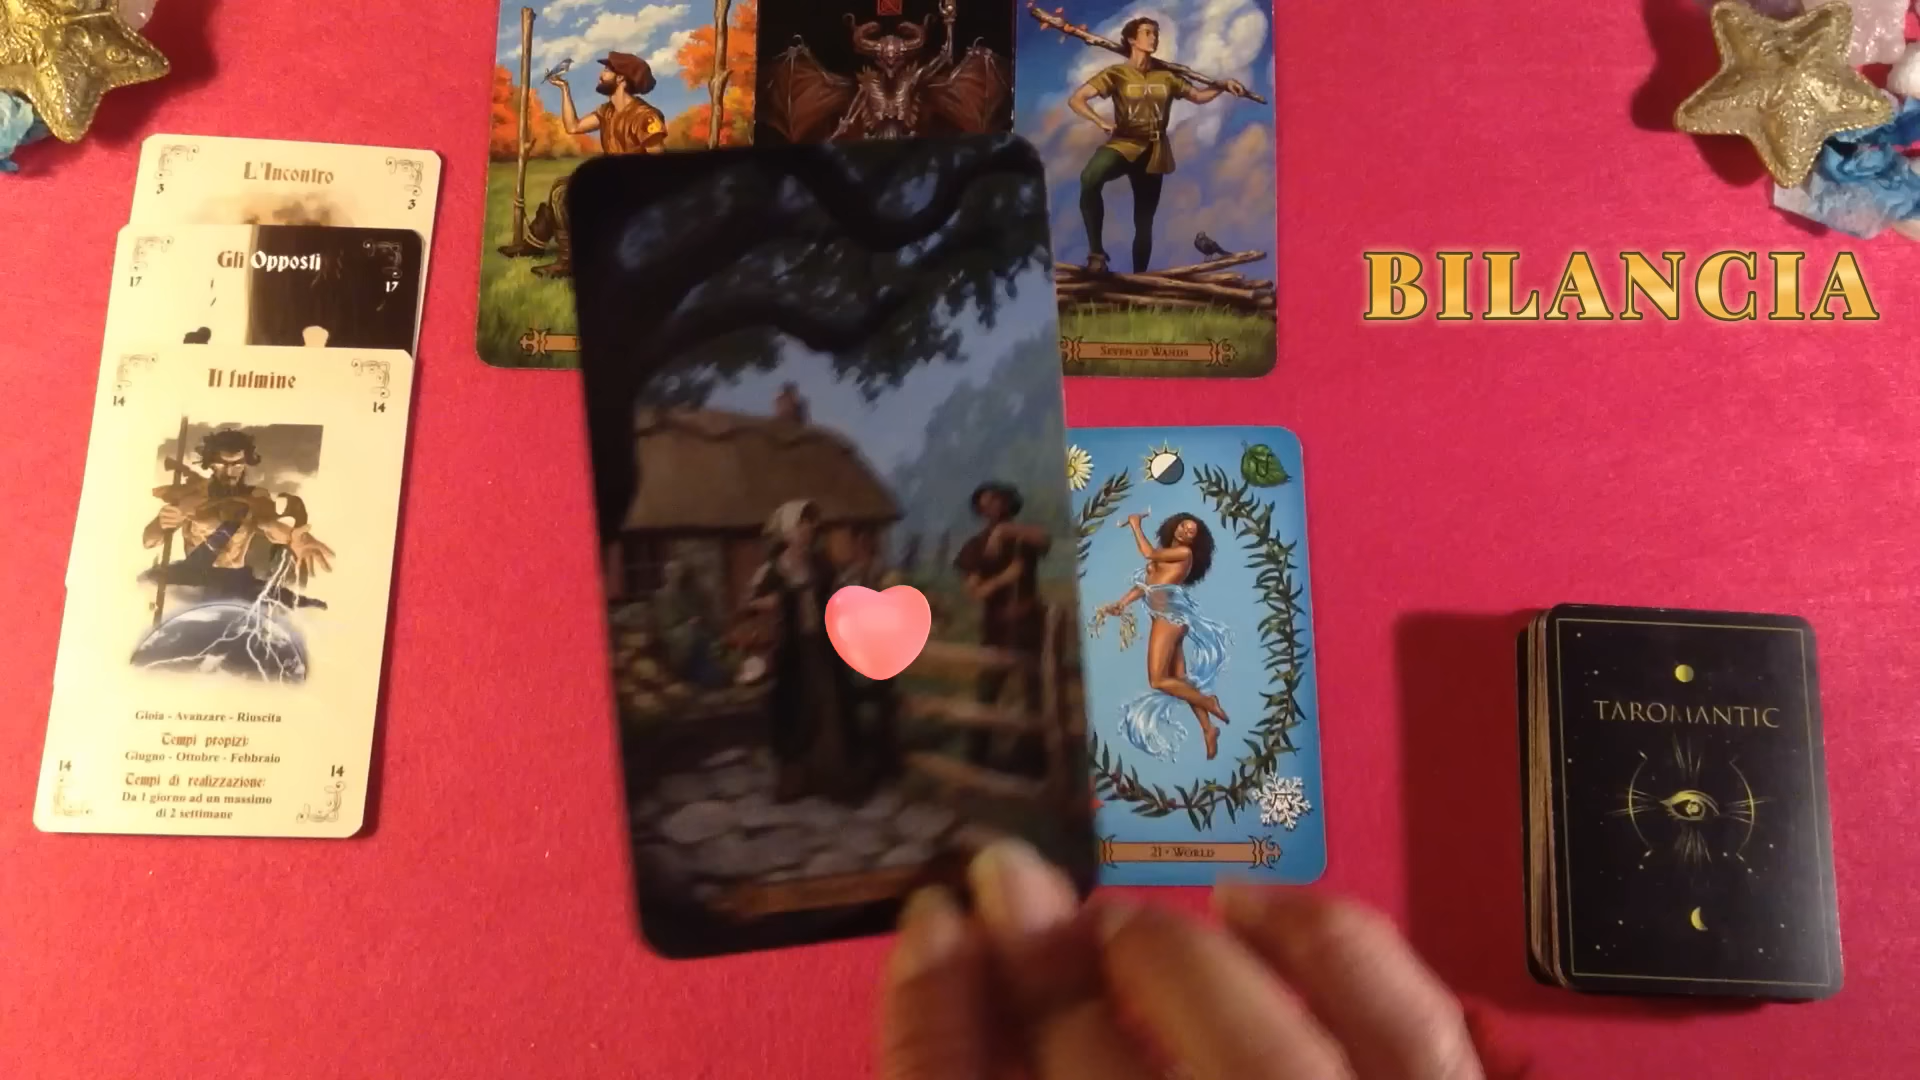 L'Incontro
3
3
Gli Opposti
17
17
Il fulmine
14
14
Gioia - Avanzare - Riuscita
Tempi propizi:
Giugno - Ottobre - Febbraio
Tempi di realizzazione:
Da 1 giorno ad un massimo
di 2 settimane
14
14
SEVEN OF WANDS
BILANCIA
21 • WORLD
TAROMANTIC